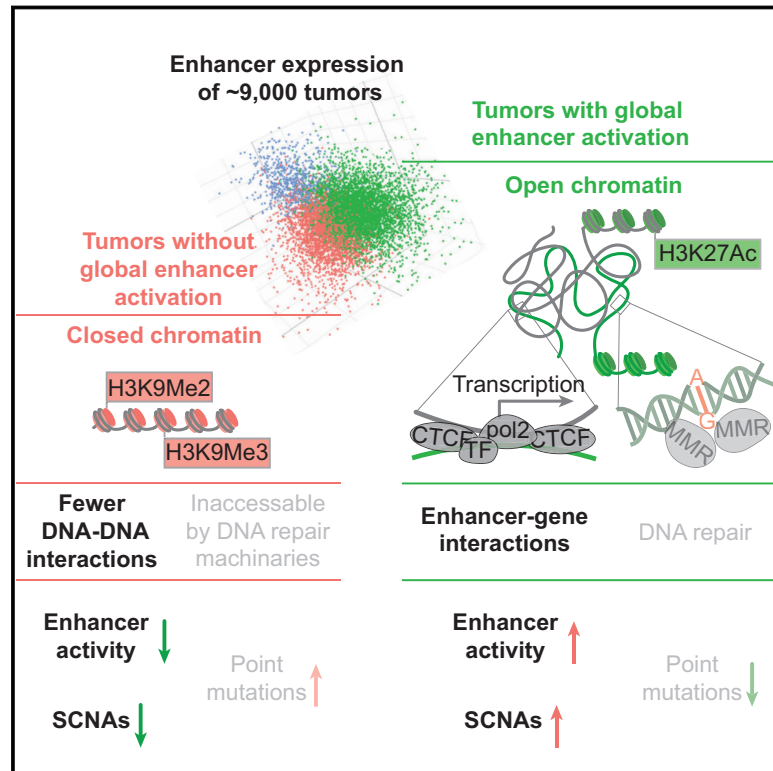 Enhancer expression
of ~9,000 tumors
Tumors with global
enhancer activation
Open chromatin
H3K27Ac
Tumors without
global enhancer
activation
Closed chromatin
H3K9Me2
H3K9Me3
Transcription
CTCF
TF
pol2
CTCF
A
G
MMR
MMR
Fewer
DNA-DNA
interactions
Inaccessable
by DNA repair
machinaries
Enhancer-gene
interactions
DNA repair
Enhancer
activity
Point
mutations
SCNAs
Enhancer
activity
Point
mutations
SCNAs